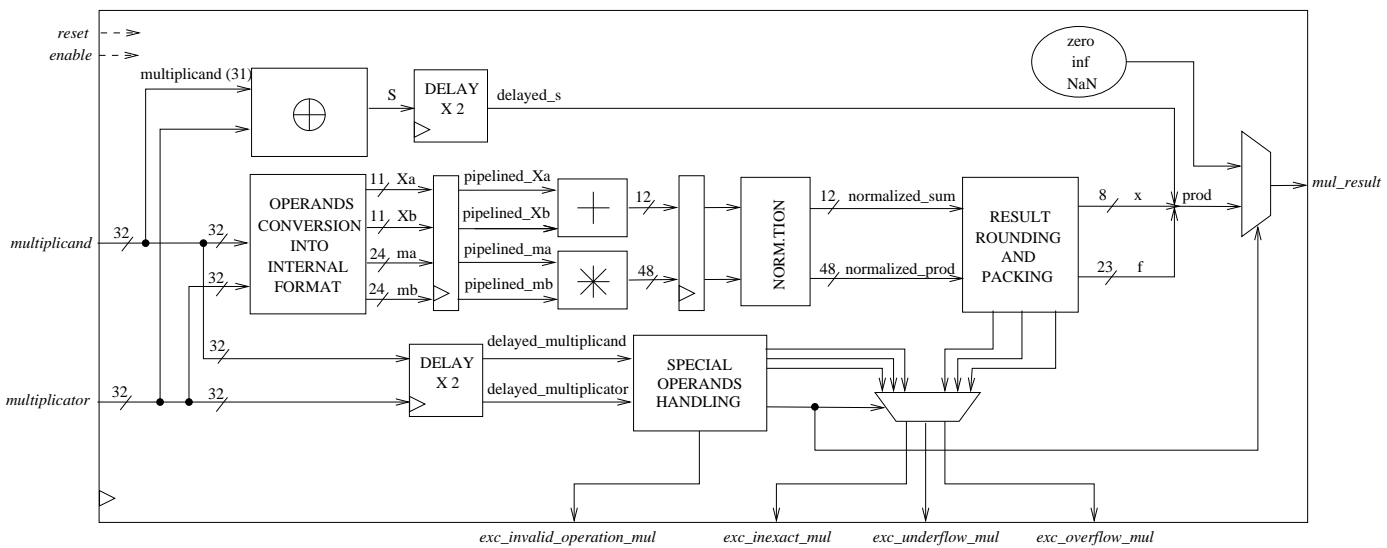 reset
enable
multiplicand (31)
S
DELAY
X 2
delayed_s
zero
inf
NaN
mul_result
multiplicand
32
32
32
OPERANDS
CONVERSION
INTO
INTERNAL
FORMAT
11
Xa
11
Xb
24
ma
24
mb
pipelined_Xa
pipelined_Xb
pipelined_ma
pipelined_mb
12
48
NORM.TION
12
normalized_sum
48
normalized_prod
RESULT
ROUNDING
AND
PACKING
8
x
prod
23
f
multiplicator
32
32
32
DELAY
X 2
delayed_multiplicand
delayed_multiplicator
SPECIAL
OPERANDS
HANDLING
exc_invalid_operation_mul
exc_inexact_mul
exc_underflow_mul
exc_overflow_mul